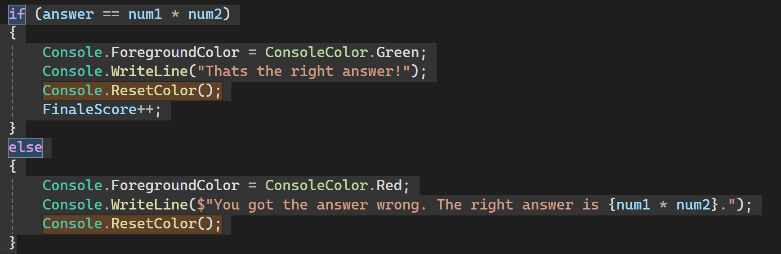 if (answer == num1 * num2)
{
Console.ForegroundColor = ConsoleColor.Green;
Console.WriteLine("Thats the right answer!");
Console.ResetColor();
FinaleScore++;
}
else
{
Console.ForegroundColor = ConsoleColor.Red;
Console.WriteLine($"You got the answer wrong. The right answer is {num1 * num2}.");
Console.ResetColor();
}